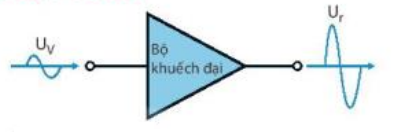 U_V
Bộ
khuếch đại
U_r